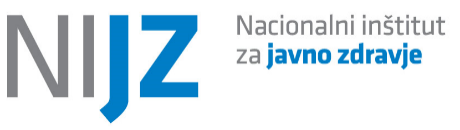 NIJZ
Nacionalni inštitut
za javno zdravje